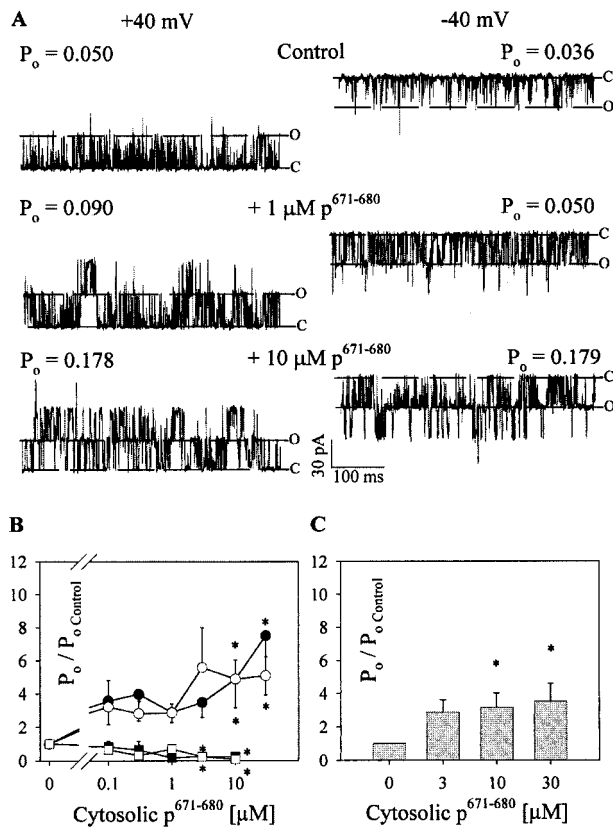 A
+40 mV
-40 mV
Pₒ = 0.050
Control
Pₒ = 0.036
C
O
O
C
Pₒ = 0.090
+ 1 µM p⁶⁷¹⁻⁶⁸⁰
Pₒ = 0.050
C
O
O
C
Pₒ = 0.178
+ 10 µM p⁶⁷¹⁻⁶⁸⁰
Pₒ = 0.179
C
O
O
C
30 pA
100 ms
B
12
10
8
6
4
2
0
Pₒ / Pₒ Control
* * * * * * * *
0 0.1 1 10
Cytosolic p⁶⁷¹⁻⁶⁸⁰ [µM]
C
12
10
8
6
4
2
0
Pₒ / Pₒ Control
* *
0 3 10 30
Cytosolic p⁶⁷¹⁻⁶⁸⁰ [µM]